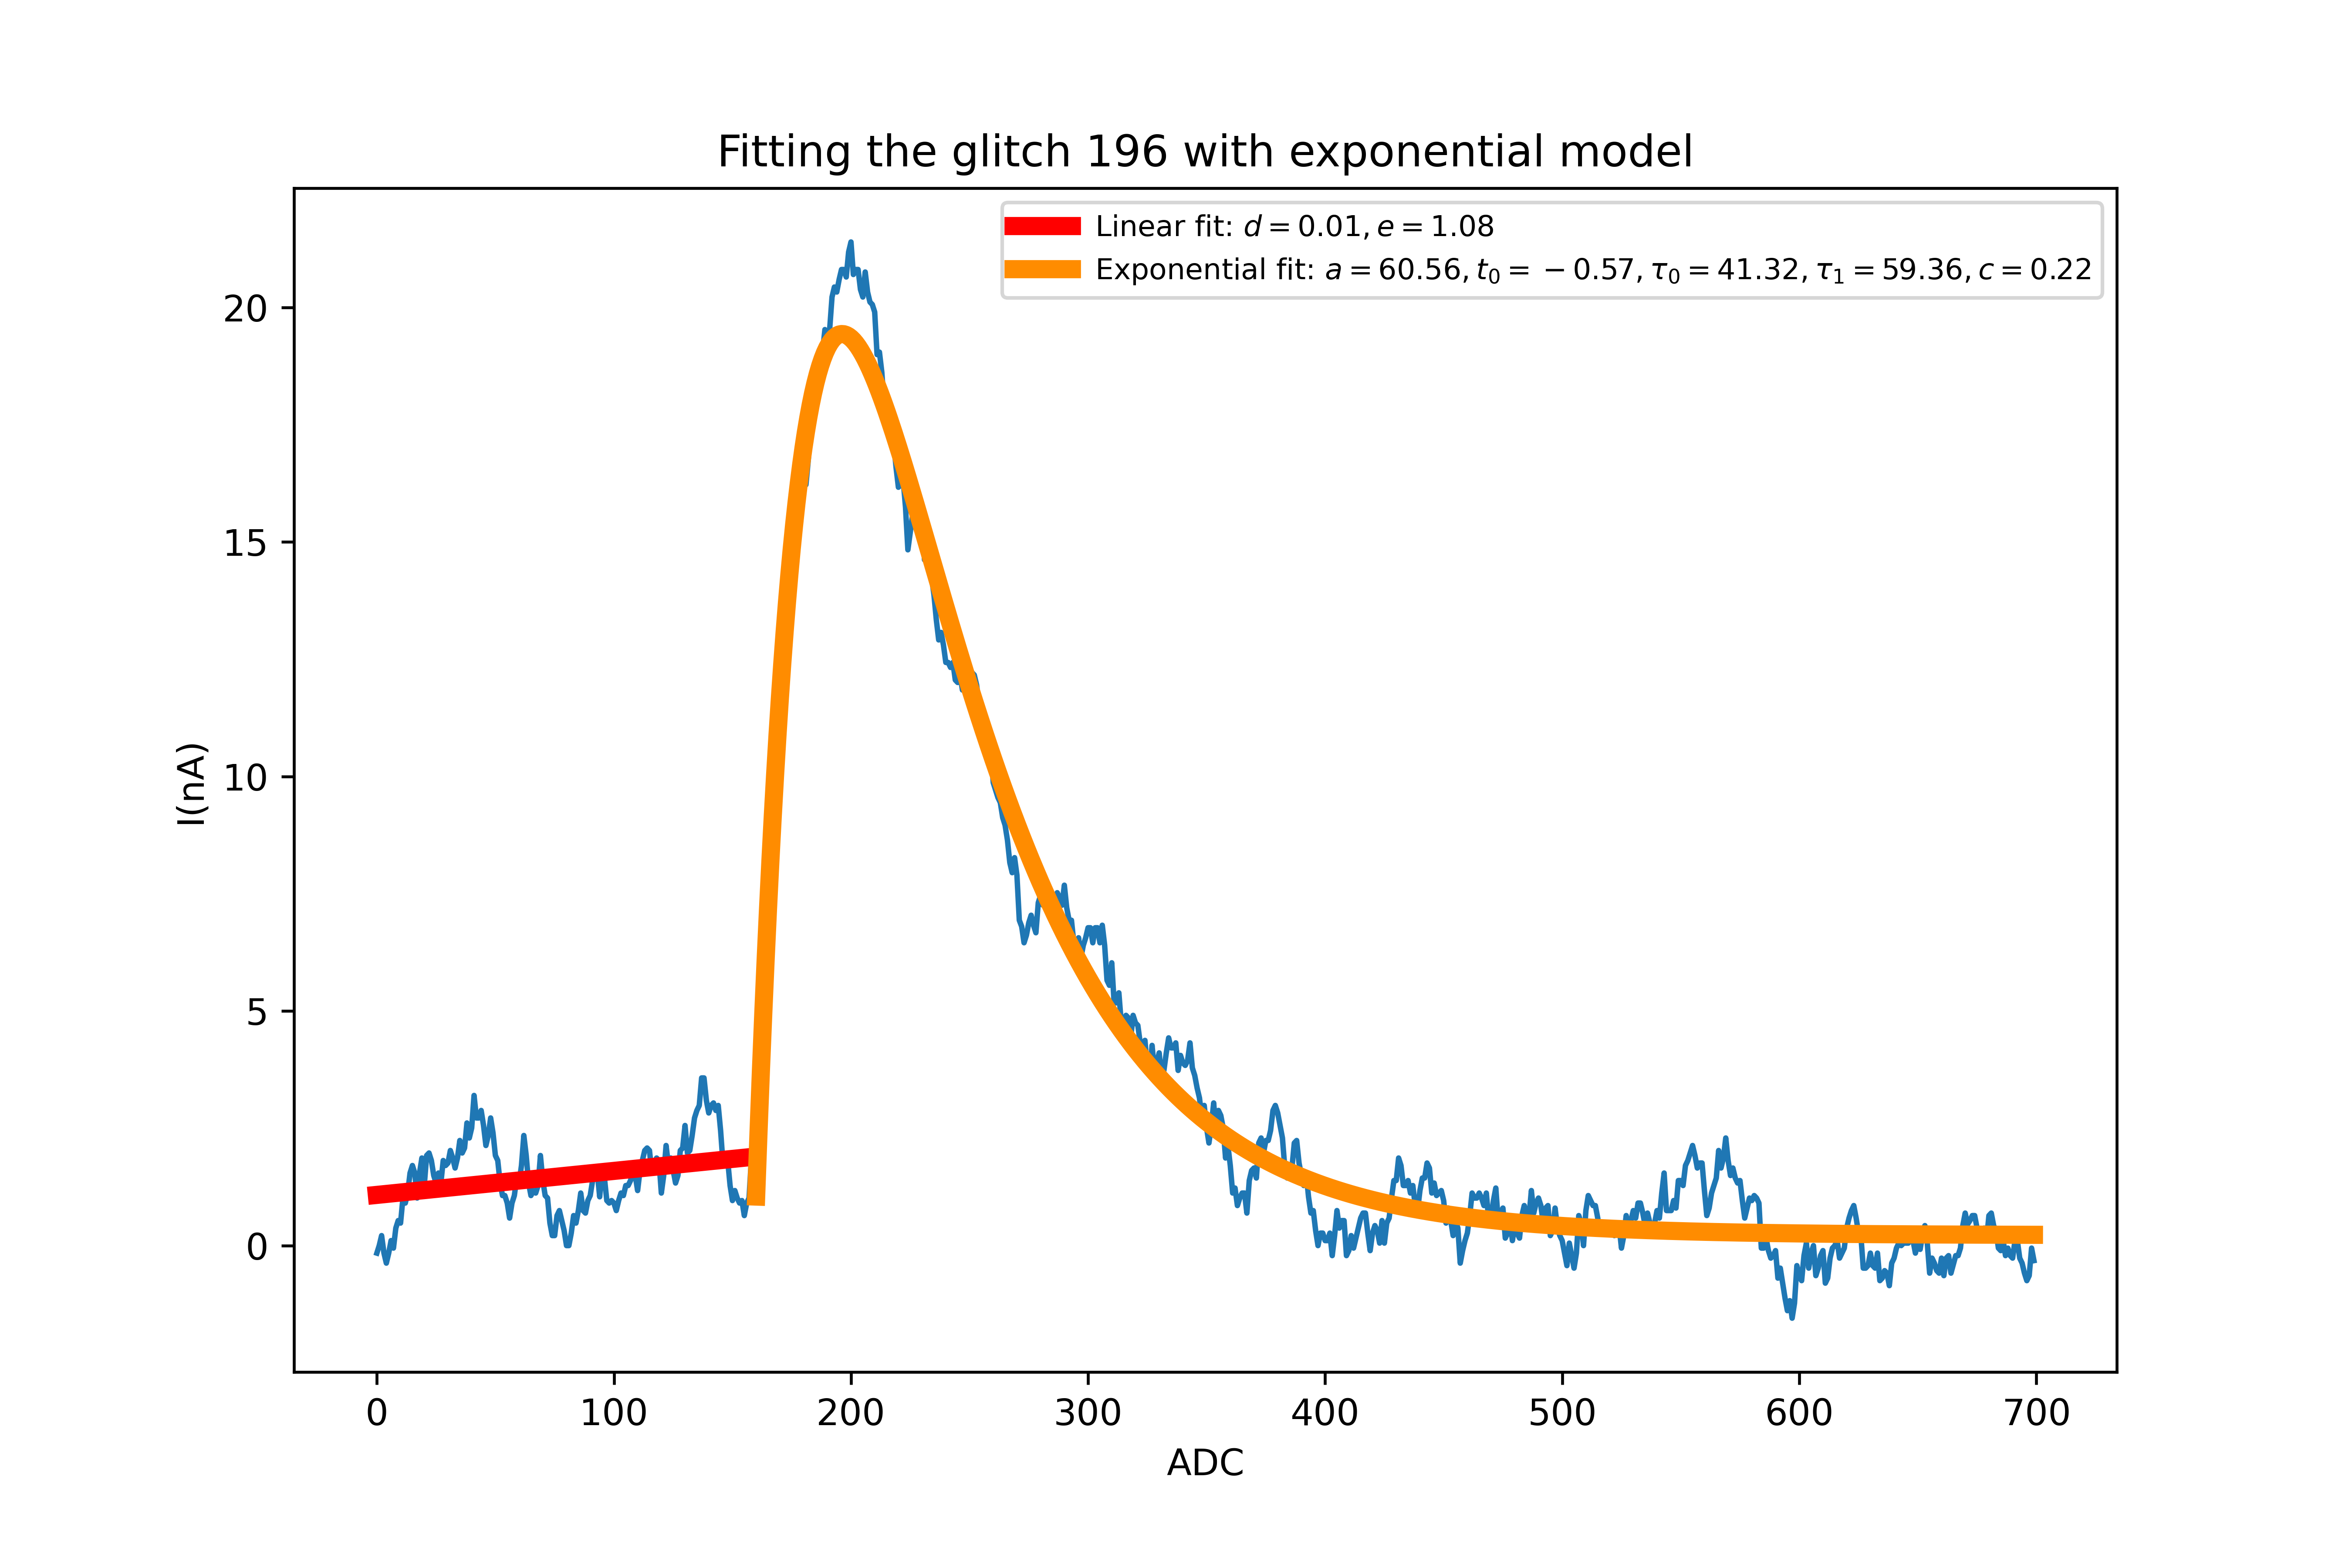 Fitting the glitch 196 with exponential model
Linear fit: d = 0.01, e = 1.08
Exponential fit: a = 60.56, t₀ = −0.57, τ₀ = 41.32, τ₁ = 59.36, c = 0.22
20
15
10
5
0
I(nA)
0 100 200 300 400 500 600 700
ADC